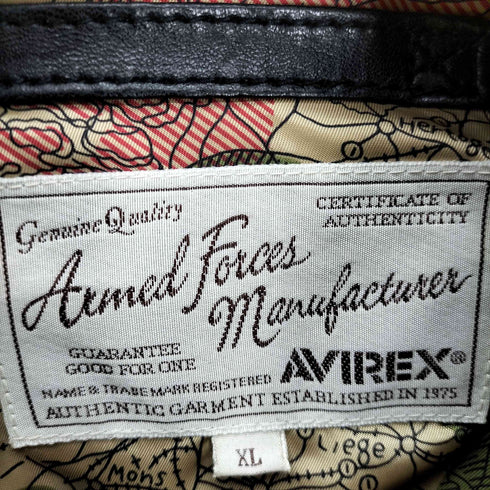 Hertoge
Genuine Quality
CERTIFICATE OF
AUTHENTICITY
Armed Forces
Manufacturer
GUARANTEE
GOOD FOR ONE
AVIREX®
NAME & TRADE MARK REGISTERED
AUTHENTIC GARMENT ESTABLISHED IN 1975
XL
Liege
Mons